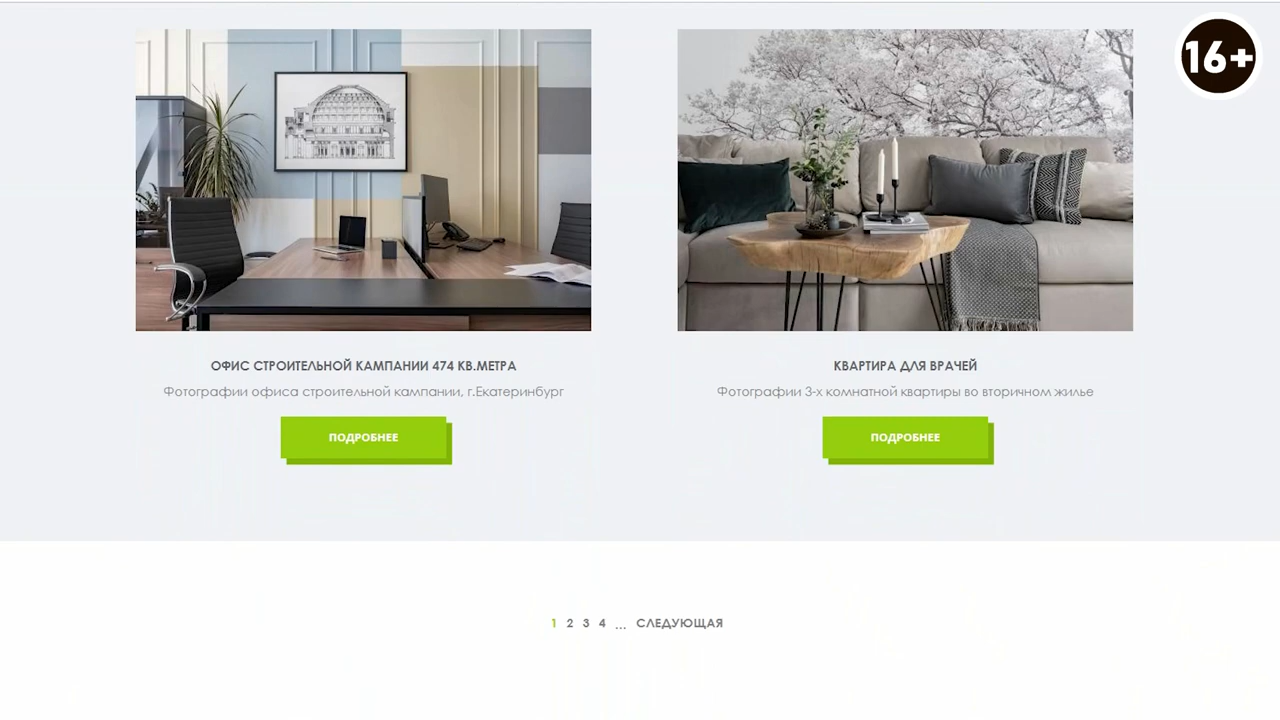 16+
ОФИС СТРОИТЕЛЬНОЙ КАМПАНИИ 474 КВ.МЕТРА
Фотографии офиса строительной кампании, г.Екатеринбург
ПОДРОБНЕЕ
КВАРТИРА ДЛЯ ВРАЧЕЙ
Фотографии 3-х комнатной квартиры во вторичном жилье
ПОДРОБНЕЕ
1 2 3 4 ... СЛЕДУЮЩАЯ